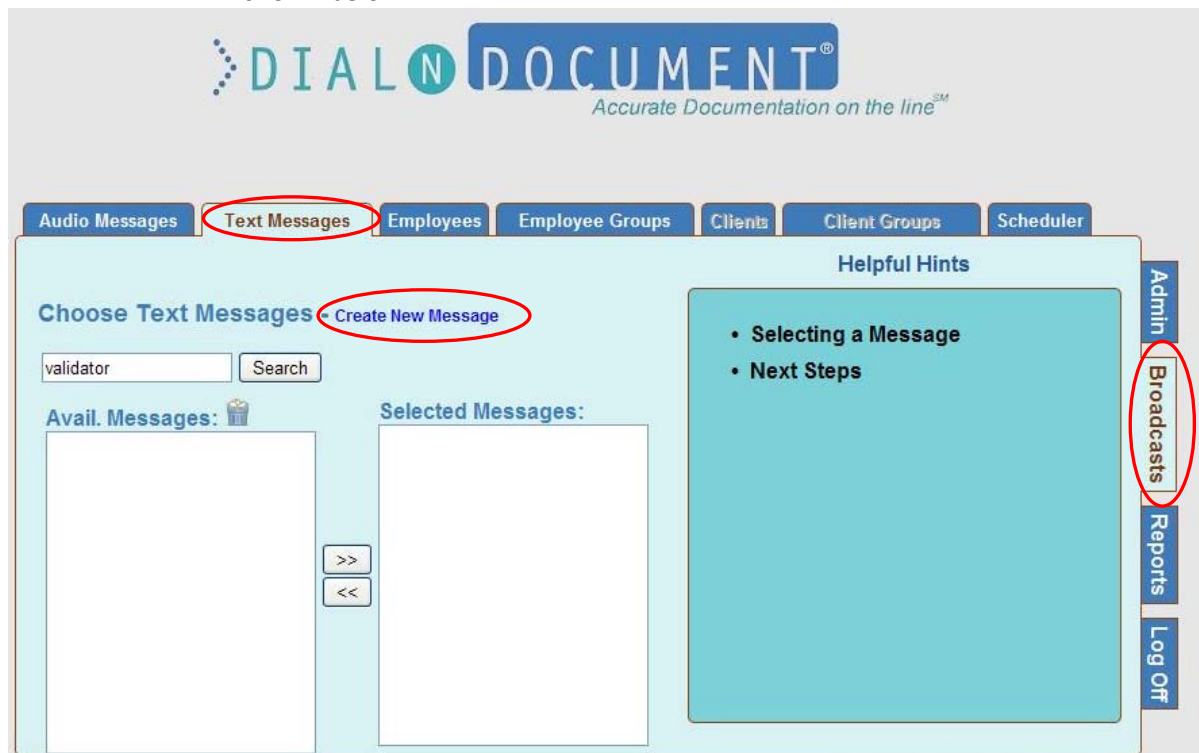 DIAL N DOCUMENT®
Accurate Documentation on the line℠
Audio Messages Text Messages Employees Employee Groups Clients Client Groups Scheduler
Helpful Hints
Choose Text Messages - Create New Message
validator Search
Avail. Messages: Selected Messages:
>>
<<
• Selecting a Message
• Next Steps
Admin
Broadcasts
Reports
Log Off